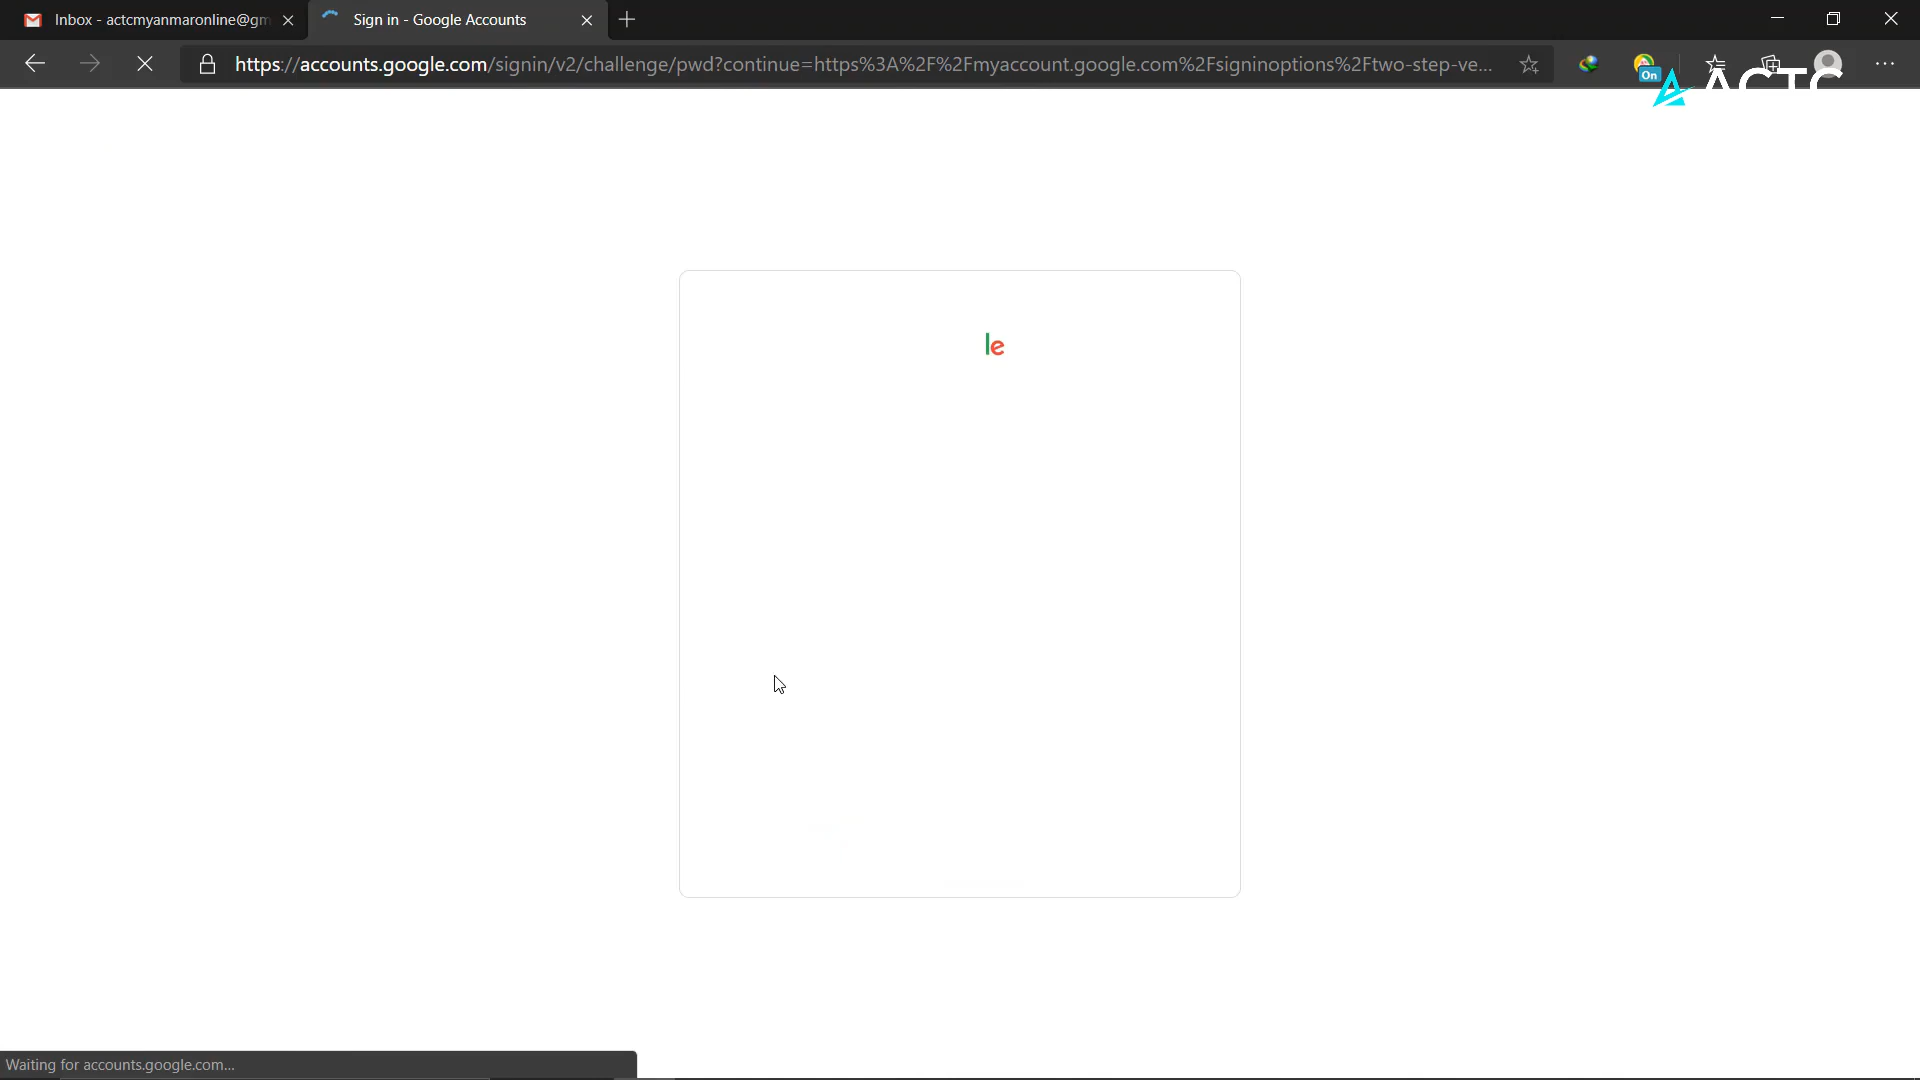 Inbox - actcmyanmaronline@gm
Sign in - Google Accounts
https://accounts.google.com/signin/v2/challenge/pwd?continue=https%3A%2F%2Fmyaccount.google.com%2Fsigninoptions%2Ftwo-step-ve...
On
ACTC
le
Waiting for accounts.google.com...